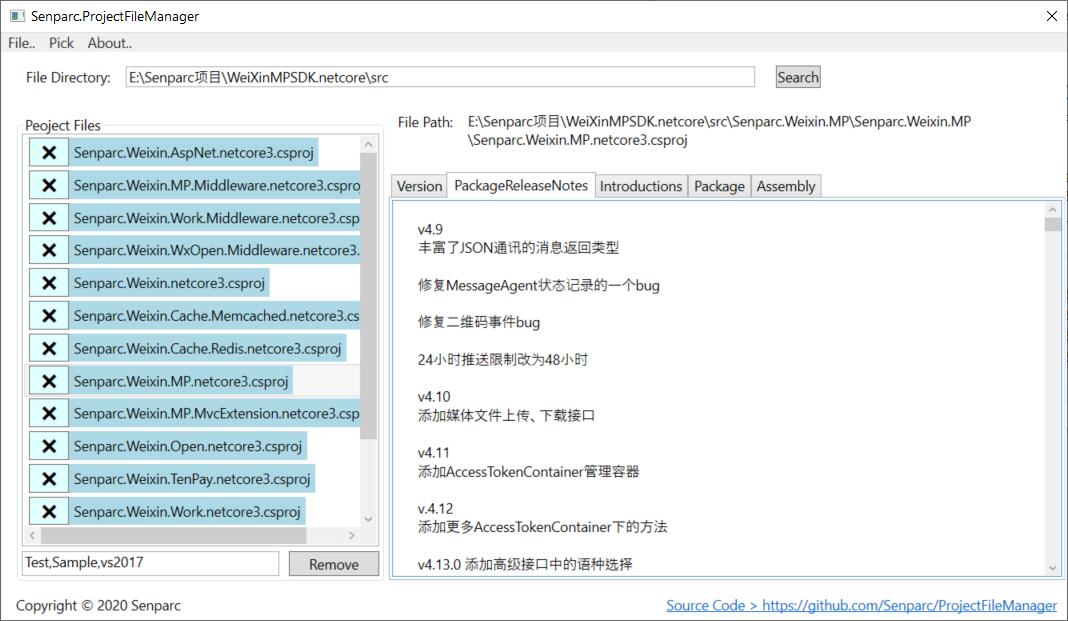 Senparc.ProjectFileManager
File.. Pick About..
File Directory: E:\Senparc项目\WeiXinMPSDK.netcore\src Search
Peoject Files
Senparc.Weixin.AspNet.netcore3.csproj
Senparc.Weixin.MP.Middleware.netcore3.cspro
Senparc.Weixin.Work.Middleware.netcore3.csp
Senparc.Weixin.WxOpen.Middleware.netcore3.
Senparc.Weixin.netcore3.csproj
Senparc.Weixin.Cache.Memcached.netcore3.cs
Senparc.Weixin.Cache.Redis.netcore3.csproj
Senparc.Weixin.MP.netcore3.csproj
Senparc.Weixin.MP.MvcExtension.netcore3.csp
Senparc.Weixin.Open.netcore3.csproj
Senparc.Weixin.TenPay.netcore3.csproj
Senparc.Weixin.Work.netcore3.csproj
Test,Sample,vs2017 Remove
File Path: E:\Senparc项目\WeiXinMPSDK.netcore\src\Senparc.Weixin.MP\Senparc.Weixin.MP
\Senparc.Weixin.MP.netcore3.csproj
Version PackageReleaseNotes Introductions Package Assembly
v4.9
丰富了JSON通讯的消息返回类型
修复MessageAgent状态记录的一个bug
修复二维码事件bug
24小时推送限制改为48小时
v4.10
添加媒体文件上传、下载接口
v4.11
添加AccessTokenContainer管理容器
v.4.12
添加更多AccessTokenContainer下的方法
v4.13.0 添加高级接口中的语种选择
Copyright © 2020 Senparc
Source Code > https://github.com/Senparc/ProjectFileManager